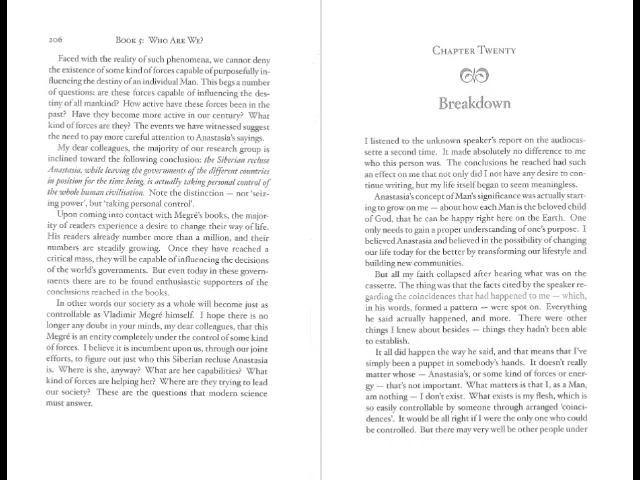 206 Book 5: Who Are We?
Faced with the reality of such phenomena, we cannot deny
the existence of some kind of forces capable of purposefully in-
fluencing the destiny of an individual Man. This begs a number
of questions: are these forces capable of influencing the des-
tiny of all mankind? How active have these forces been in the
past? Have they become more active in our century? What
kind of forces are they? The events we have witnessed suggest
the need to pay more careful attention to Anastasia's sayings.
My dear colleagues, the majority of our research group is
inclined toward the following conclusion: the Siberian recluse
Anastasia, while leaving the governments of the different countries
in position for the time being, is actually taking personal control of
the whole human civilisation. Note the distinction — not 'seiz-
ing power', but 'taking personal control'.
Upon coming into contact with Megré's books, the major-
ity of readers experience a desire to change their way of life.
His readers already number more than a million, and their
numbers are steadily growing. Once they have reached a
critical mass, they will be capable of influencing the decisions
of the world's governments. But even today in these govern-
ments there are to be found enthusiastic supporters of the
conclusions reached in the books.
In other words our society as a whole will become just as
controllable as Vladimir Megré himself. I hope there is no
longer any doubt in your minds, my dear colleagues, that this
Megré is an entity completely under the control of some kind
of forces. I believe it is incumbent upon us, through our joint
efforts, to figure out just who this Siberian recluse Anastasia
is. Where is she, anyway? What are her capabilities? What
kind of forces are helping her? Where are they trying to lead
our society? These are the questions that modern science
must answer.
Chapter Twenty
Breakdown
I listened to the unknown speaker's report on the audiocas-
sette a second time. It made absolutely no difference to me
who this person was. The conclusions he reached had such
an effect on me that not only did I not have any desire to con-
tinue writing, but my life itself began to seem meaningless.
Anastasia's concept of Man's significance was actually start-
ing to grow on me — about how each Man is the beloved child
of God, that he can be happy right here on the Earth. One
only needs to gain a proper understanding of one's purpose. I
believed Anastasia and believed in the possibility of changing
our life today for the better by transforming our lifestyle and
building new communities.
But all my faith collapsed after hearing what was on the
cassette. The thing was that the facts cited by the speaker re-
garding the coincidences that had happened to me — which,
in his words, formed a pattern — were spot on. Everything
he said actually happened, and more. There were other
things I knew about besides — things they hadn't been able
to establish.
It all did happen the way he said, and that means that I've
simply been a puppet in somebody's hands. It doesn't really
matter whose — Anastasia's, or some kind of forces or ener-
gy — that's not important. What matters is that I, as a Man,
am nothing — I don't exist. What exists is my flesh, which is
so easily controllable by someone through arranged 'coinci-
dences'. It would be all right if I were the only one who could
be controlled. But there may very well be other people under